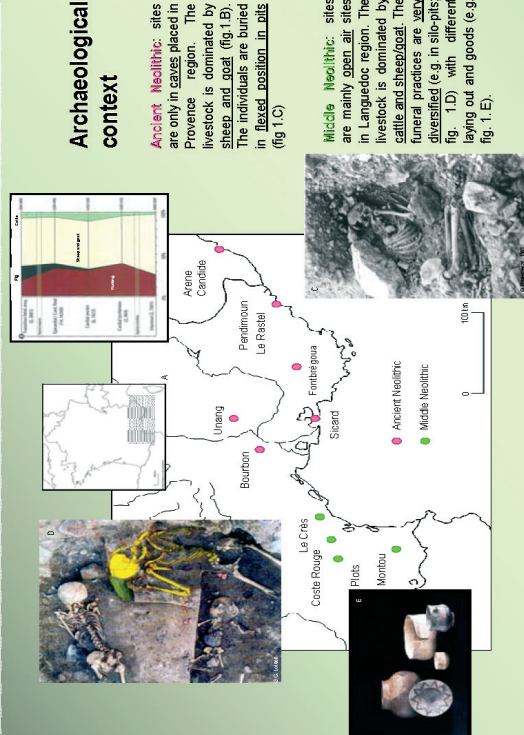 Archaeological
context
Ancient Neolithic: sites
are only in caves placed in
Provence region. The
livestock is dominated by
sheep and goat (fig.1.B).
The individuals are buried
in flexed position in pits
(fig 1.C)
Middle Neolithic: sites
are mainly open air sites
in Languedoc region. The
livestock is dominated by
cattle and sheep/goat. The
funeral practices are very
diversified (e.g. in silo-pits;
fig. 1.D) with different
laying out and goods (e.g.
fig. 1. E).
Pig
Sheep and goat
Cattle
Hunting
A
C
D
E
Arene
Candide
Pendimoun
Le Rastel
Fontbrégoua
Unang
Sicard
Bourbon
Le Crès
Coste Rouge
Plots
Montou
Ancient Neolithic
Middle Neolithic
0
100 km